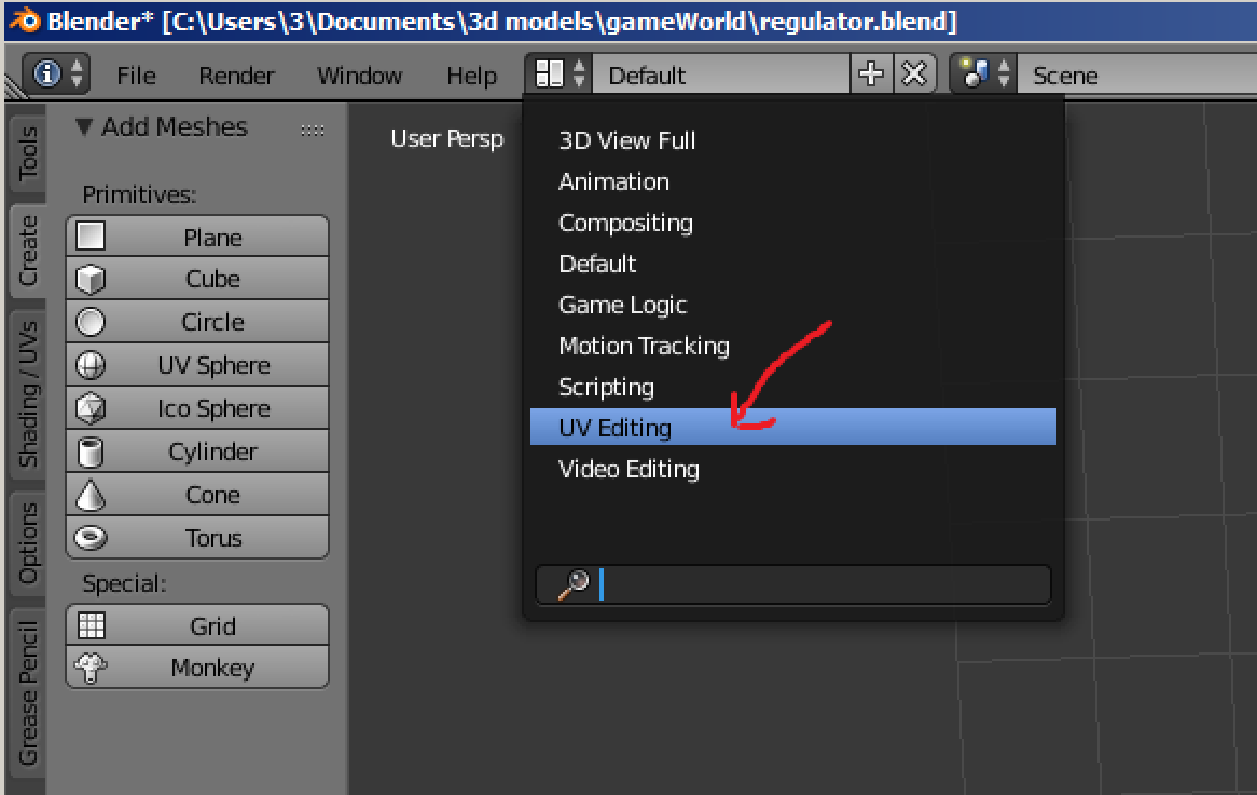 Blender* [C:\Users\3\Documents\3d models\gameWorld\regulator.blend]
File Render Window Help Default Scene
Tools
Create
Shading / UVs
Options
Grease Pencil
Add Meshes
Primitives:
Plane
Cube
Circle
UV Sphere
Ico Sphere
Cylinder
Cone
Torus
Special:
Grid
Monkey
User Persp
3D View Full
Animation
Compositing
Default
Game Logic
Motion Tracking
Scripting
UV Editing
Video Editing